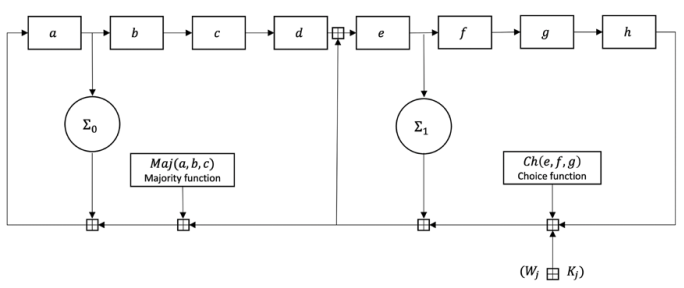 a b c d e f g h
Σ₀
Σ₁
Maj(a,b,c)
Majority function
Ch(e,f,g)
Choice function
(Wⱼ ⊞ Kⱼ)